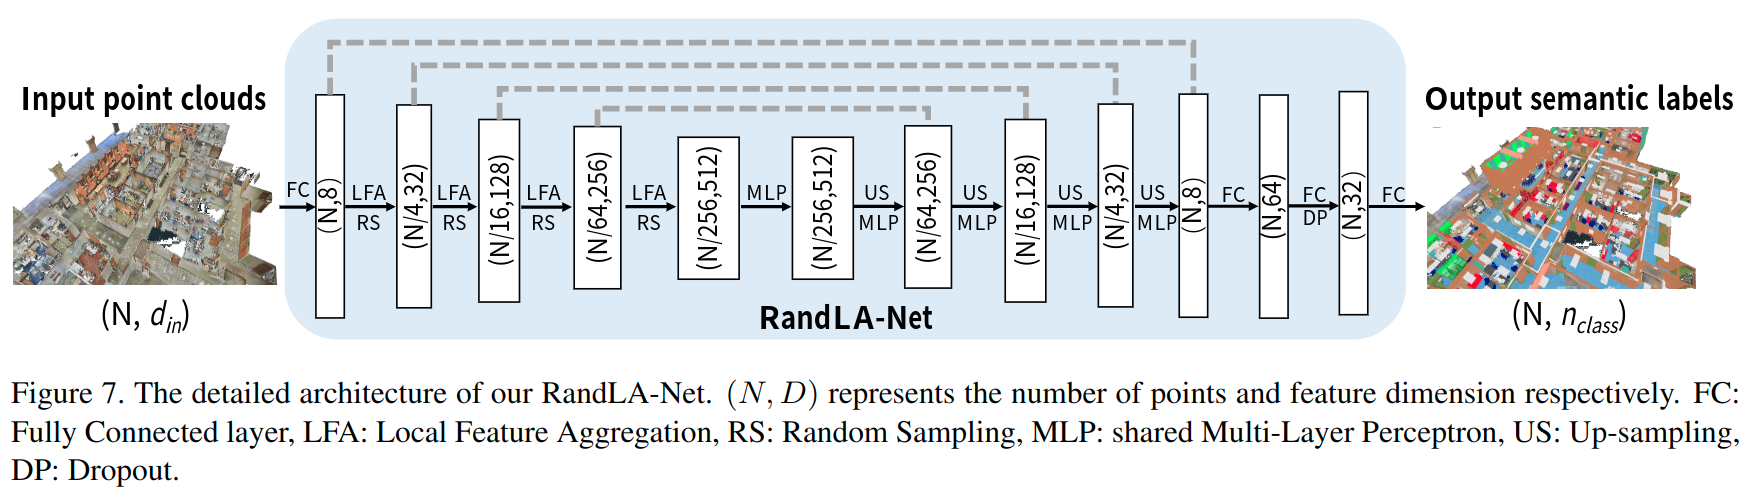 Input point clouds
(N, d_in)
FC
(N,8)
LFA
RS
(N/4,32)
LFA
RS
(N/16,128)
LFA
RS
(N/64,256)
LFA
RS
(N/256,512)
MLP
(N/256,512)
US
MLP
(N/64,256)
US
MLP
(N/16,128)
US
MLP
(N/4,32)
US
MLP
(N,8)
FC
(N,64)
FC
DP
(N,32)
FC
RandLA-Net
Output semantic labels
(N, n_class)
Figure 7. The detailed architecture of our RandLA-Net. (N, D) represents the number of points and feature dimension respectively. FC:
Fully Connected layer, LFA: Local Feature Aggregation, RS: Random Sampling, MLP: shared Multi-Layer Perceptron, US: Up-sampling,
DP: Dropout.